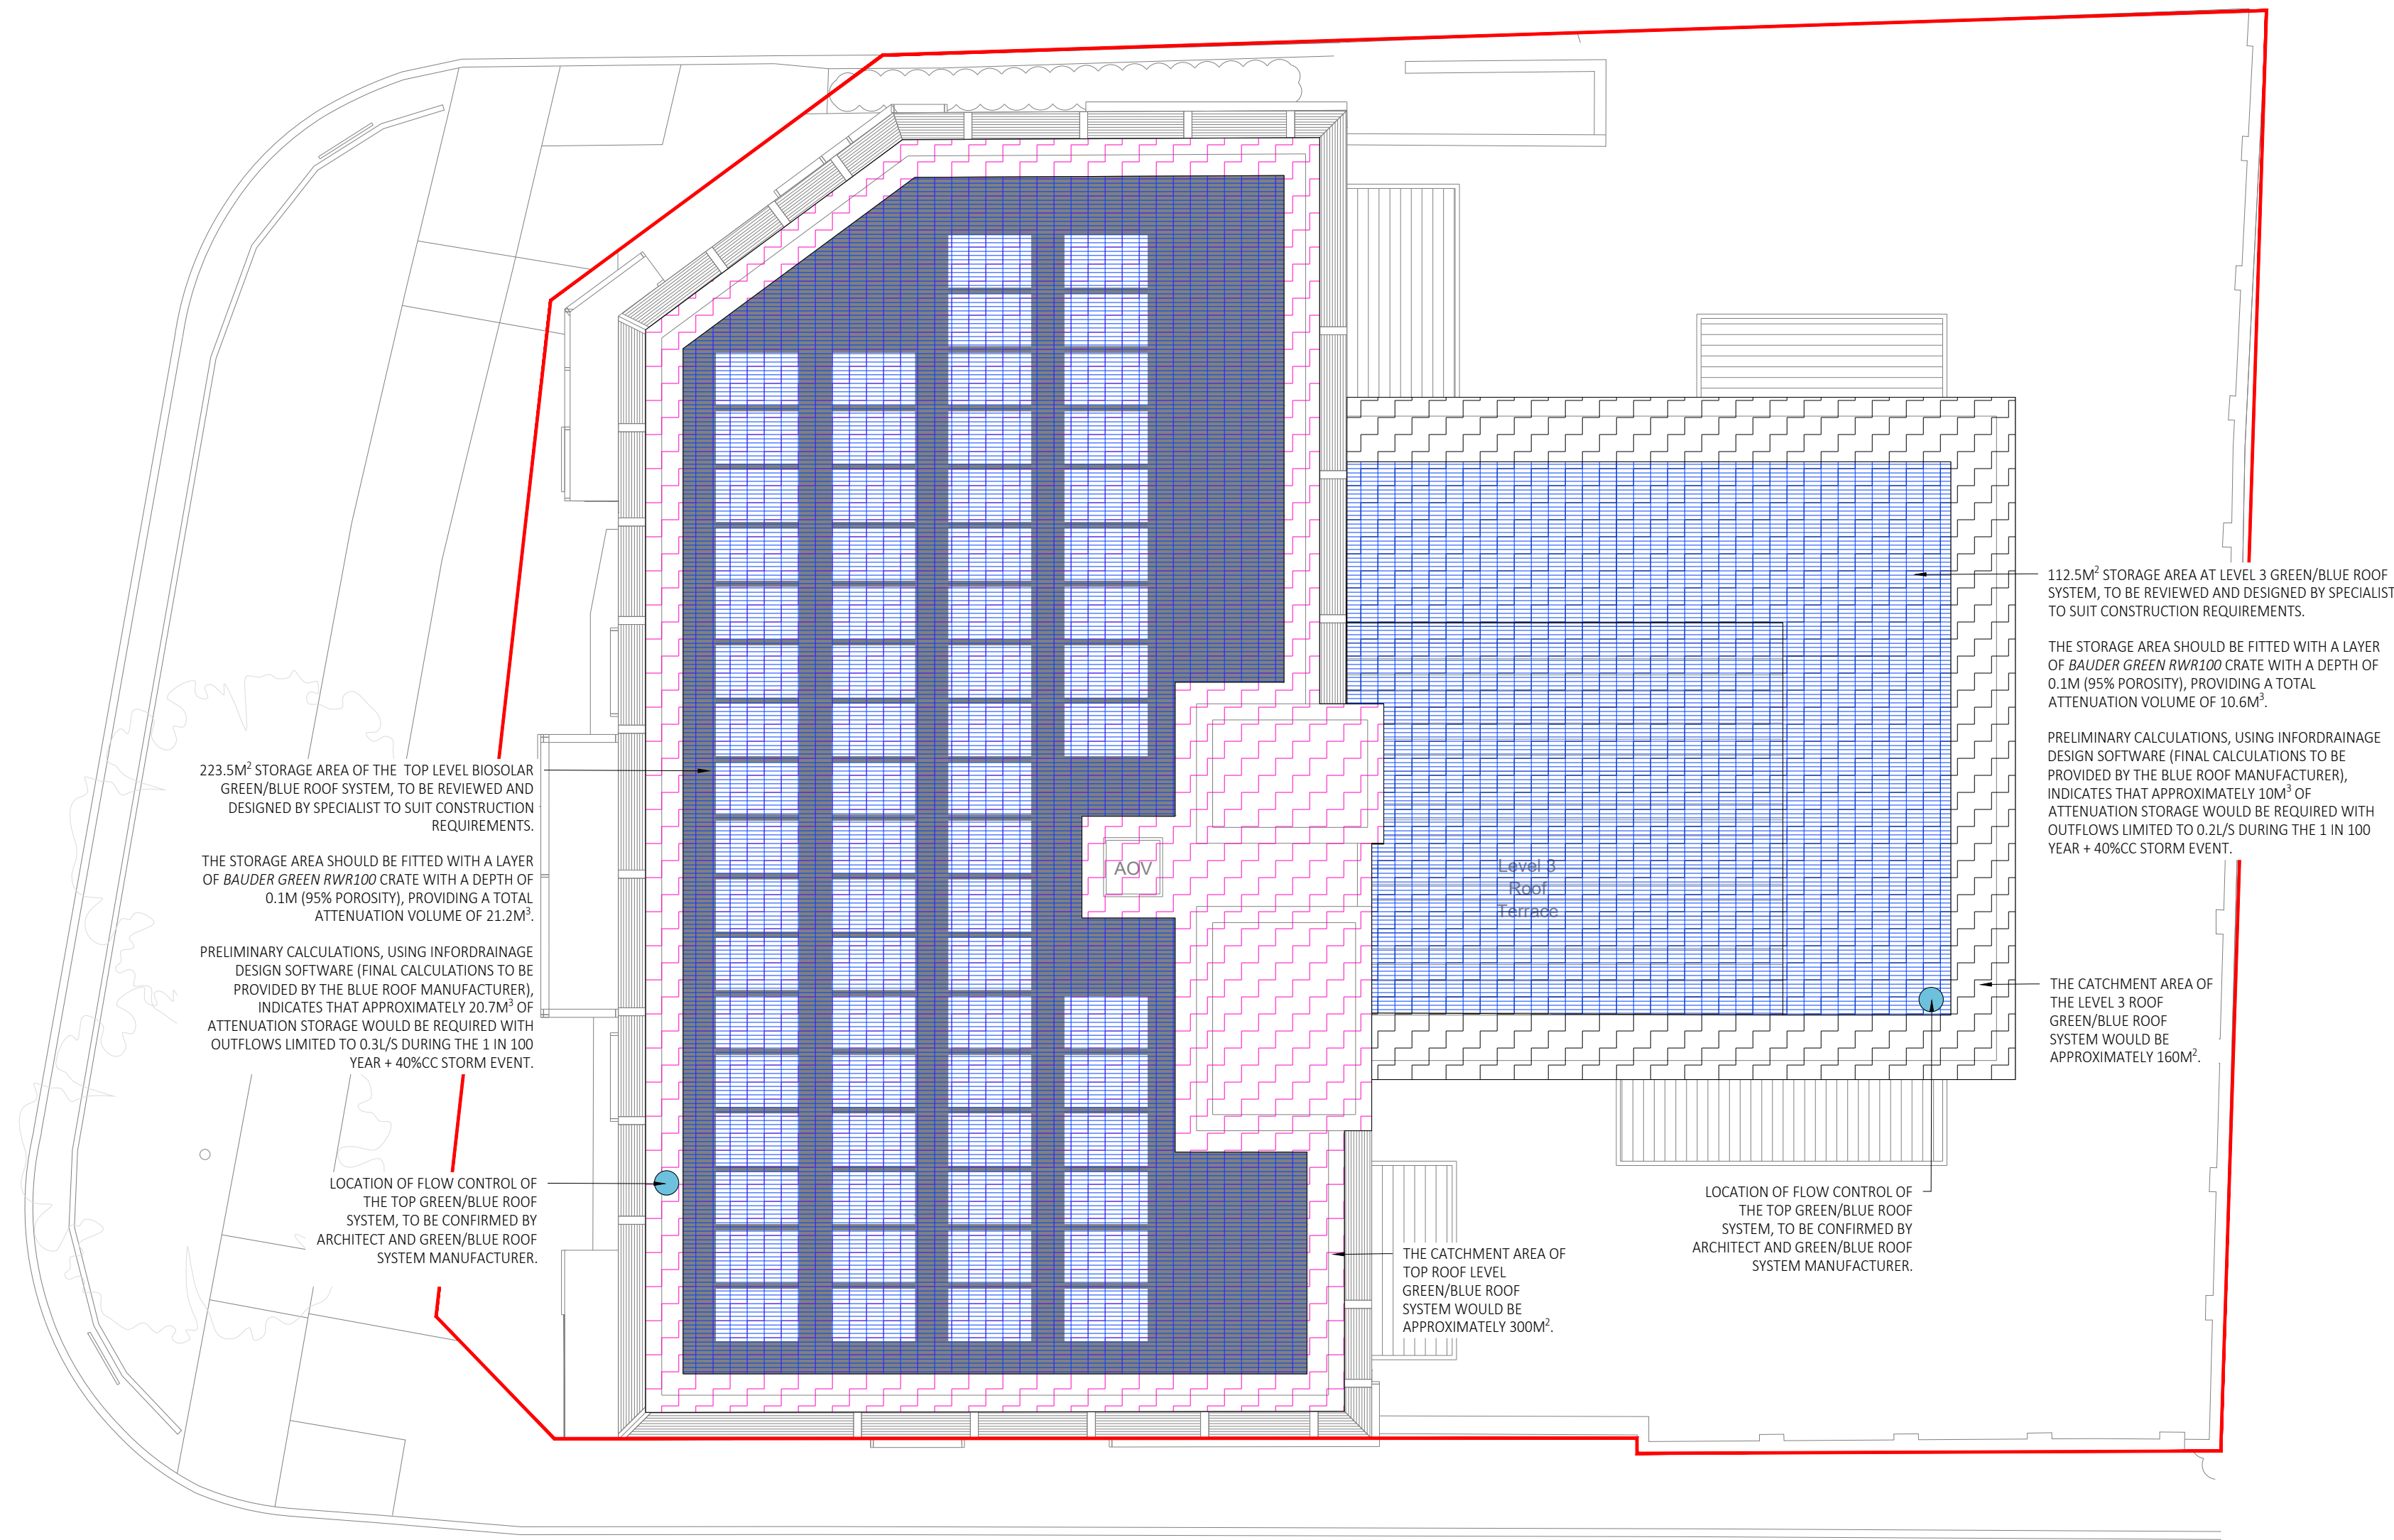 223.5M² STORAGE AREA OF THE TOP LEVEL BIOSOLAR
GREEN/BLUE ROOF SYSTEM, TO BE REVIEWED AND
DESIGNED BY SPECIALIST TO SUIT CONSTRUCTION
REQUIREMENTS.
THE STORAGE AREA SHOULD BE FITTED WITH A LAYER
OF BAUDER GREEN RWR100 CRATE WITH A DEPTH OF
0.1M (95% POROSITY), PROVIDING A TOTAL
ATTENUATION VOLUME OF 21.2M³.
PRELIMINARY CALCULATIONS, USING INFORDRAINAGE
DESIGN SOFTWARE (FINAL CALCULATIONS TO BE
PROVIDED BY THE BLUE ROOF MANUFACTURER),
INDICATES THAT APPROXIMATELY 20.7M³ OF
ATTENUATION STORAGE WOULD BE REQUIRED WITH
OUTFLOWS LIMITED TO 0.3L/S DURING THE 1 IN 100
YEAR + 40%CC STORM EVENT.
LOCATION OF FLOW CONTROL OF
THE TOP GREEN/BLUE ROOF
SYSTEM, TO BE CONFIRMED BY
ARCHITECT AND GREEN/BLUE ROOF
SYSTEM MANUFACTURER.
AOV
Level 3
Roof
Terrace
THE CATCHMENT AREA OF
TOP ROOF LEVEL
GREEN/BLUE ROOF
SYSTEM WOULD BE
APPROXIMATELY 300M².
112.5M² STORAGE AREA AT LEVEL 3 GREEN/BLUE ROOF
SYSTEM, TO BE REVIEWED AND DESIGNED BY SPECIALIST
TO SUIT CONSTRUCTION REQUIREMENTS.
THE STORAGE AREA SHOULD BE FITTED WITH A LAYER
OF BAUDER GREEN RWR100 CRATE WITH A DEPTH OF
0.1M (95% POROSITY), PROVIDING A TOTAL
ATTENUATION VOLUME OF 10.6M³.
PRELIMINARY CALCULATIONS, USING INFORDRAINAGE
DESIGN SOFTWARE (FINAL CALCULATIONS TO BE
PROVIDED BY THE BLUE ROOF MANUFACTURER),
INDICATES THAT APPROXIMATELY 10M³ OF
ATTENUATION STORAGE WOULD BE REQUIRED WITH
OUTFLOWS LIMITED TO 0.2L/S DURING THE 1 IN 100
YEAR + 40%CC STORM EVENT.
THE CATCHMENT AREA OF
THE LEVEL 3 ROOF
GREEN/BLUE ROOF
SYSTEM WOULD BE
APPROXIMATELY 160M².
LOCATION OF FLOW CONTROL OF
THE TOP GREEN/BLUE ROOF
SYSTEM, TO BE CONFIRMED BY
ARCHITECT AND GREEN/BLUE ROOF
SYSTEM MANUFACTURER.